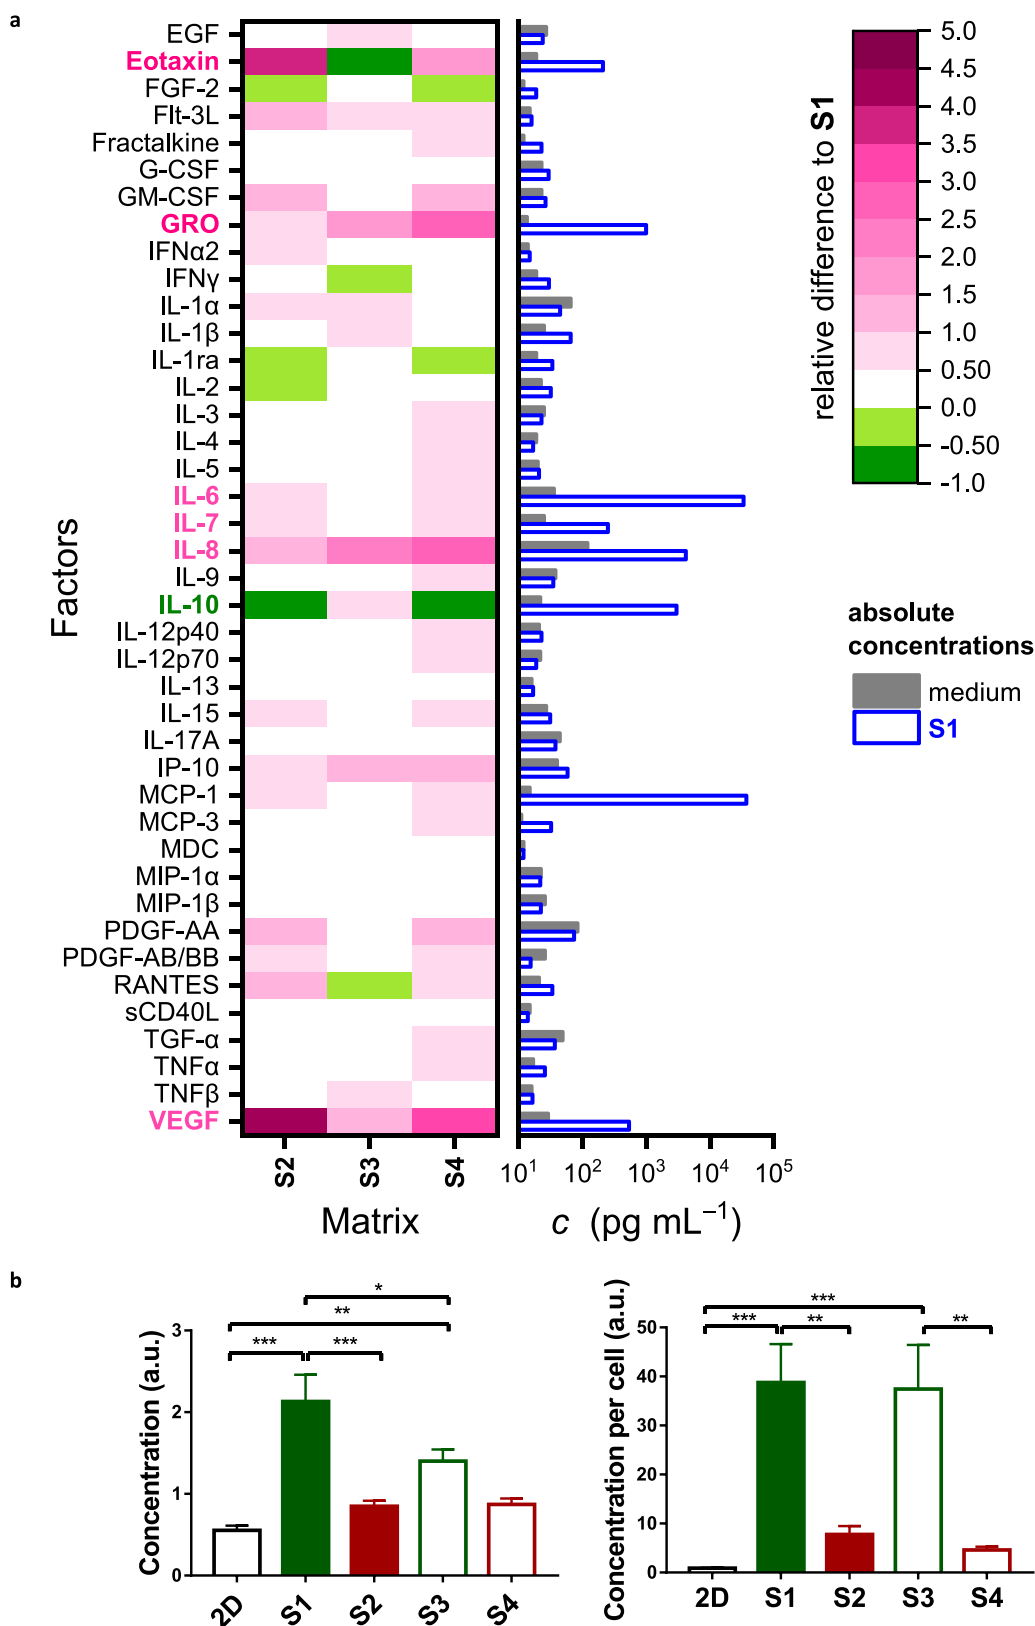 a
EGF
Eotaxin
FGF-2
Flt-3L
Fractalkine
G-CSF
GM-CSF
GRO
IFNα2
IFNγ
IL-1α
IL-1β
IL-1ra
IL-2
IL-3
IL-4
IL-5
IL-6
IL-7
IL-8
IL-9
IL-10
IL-12p40
IL-12p70
IL-13
IL-15
IL-17A
IP-10
MCP-1
MCP-3
MDC
MIP-1α
MIP-1β
PDGF-AA
PDGF-AB/BB
RANTES
sCD40L
TGF-α
TNFα
TNFβ
VEGF
Factors
S2
S3
S4
Matrix
10¹
10²
10³
10⁴
10⁵
c (pg mL⁻¹)
relative difference to S1
5.0
4.5
4.0
3.5
3.0
2.5
2.0
1.5
1.0
0.50
0.0
-0.50
-1.0
absolute
concentrations
medium
S1
b
Concentration (a.u.)
3
2
1
0
*
**
***
***
2D
S1
S2
S3
S4
Concentration per cell (a.u.)
50
40
30
20
10
0
***
***
**
**
2D
S1
S2
S3
S4